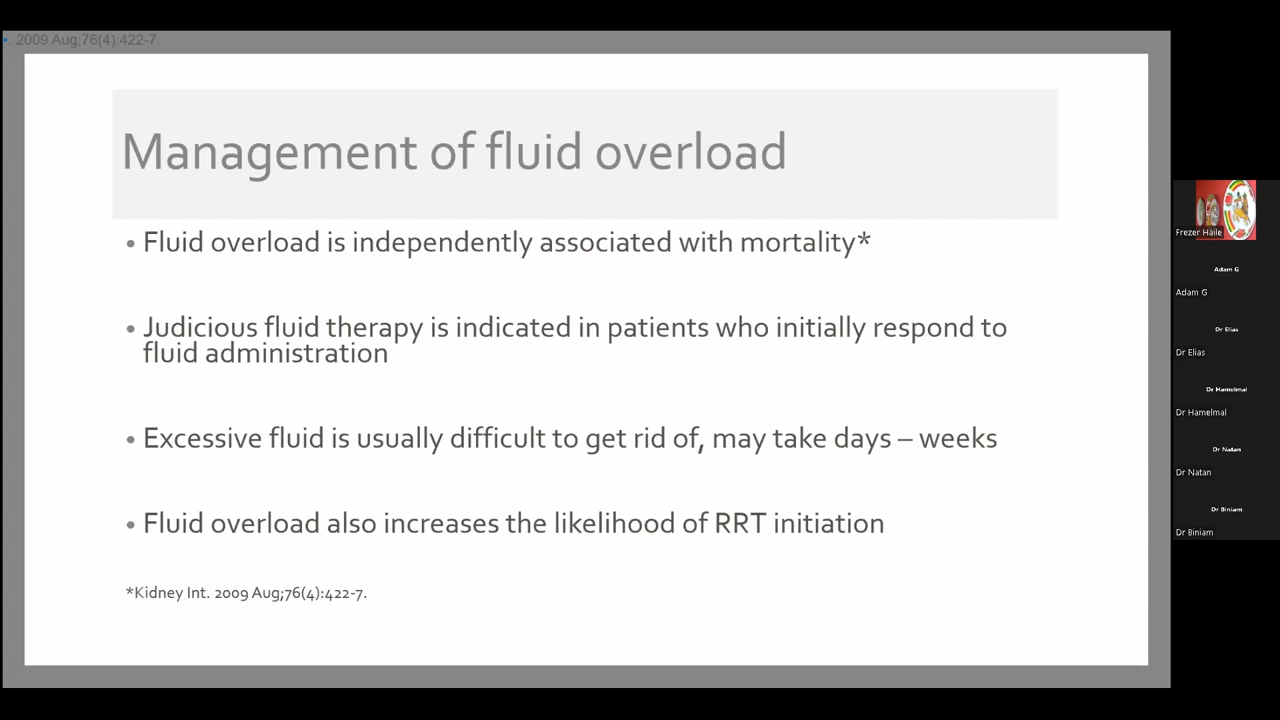 2009 Aug;76(4):422-7.
Management of fluid overload
• Fluid overload is independently associated with mortality*
• Judicious fluid therapy is indicated in patients who initially respond to
fluid administration
• Excessive fluid is usually difficult to get rid of, may take days – weeks
• Fluid overload also increases the likelihood of RRT initiation
*Kidney Int. 2009 Aug;76(4):422-7.
Frezer Haile
Adam G
Adam G
Dr Elias
Dr Elias
Dr Hamelmal
Dr Hamelmal
Dr Natan
Dr Natan
Dr Biniam
Dr Biniam